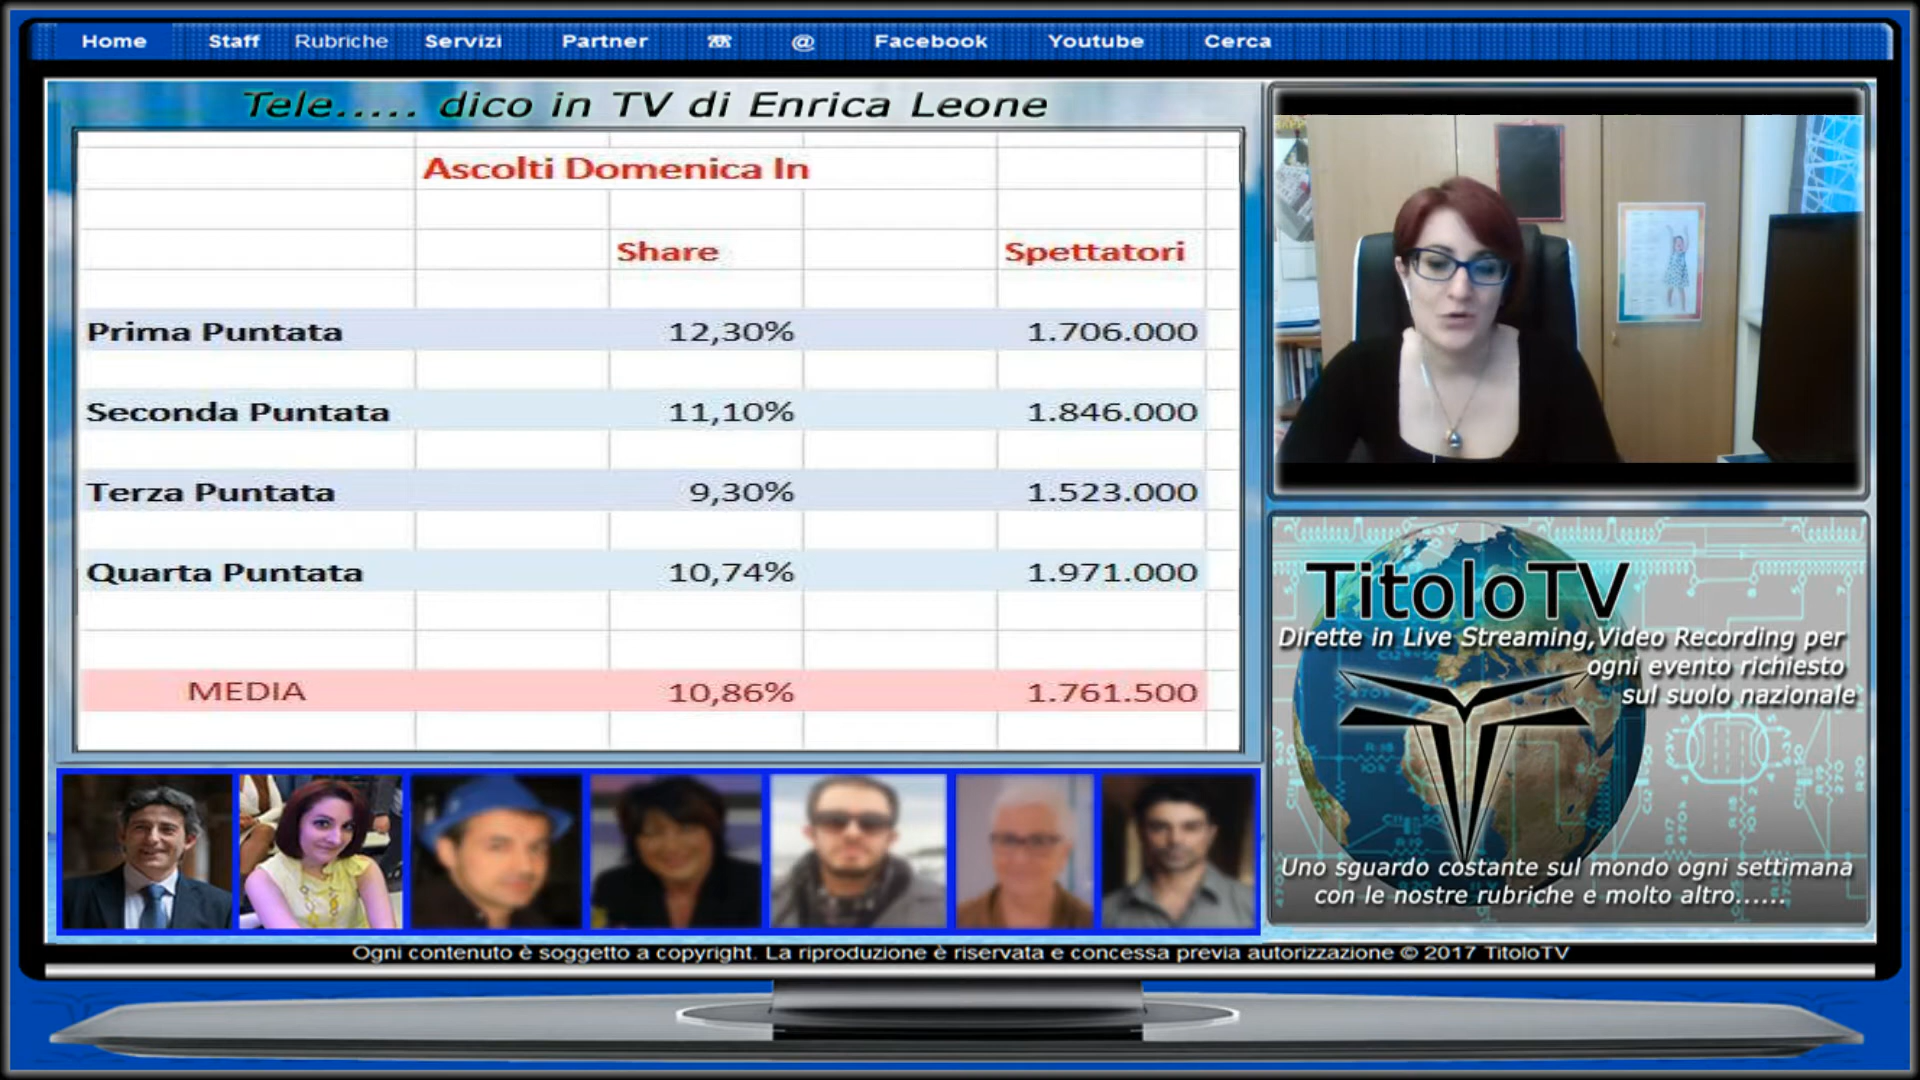 Home Staff Rubriche Servizi Partner ☎ @ Facebook Youtube Cerca
Tele..... dico in TV di Enrica Leone
Ascolti Domenica In
Share Spettatori
Prima Puntata 12,30% 1.706.000
Seconda Puntata 11,10% 1.846.000
Terza Puntata 9,30% 1.523.000
Quarta Puntata 10,74% 1.971.000
MEDIA 10,86% 1.761.500
TitoloTV
Dirette in Live Streaming,Video Recording per
ogni evento richiesto
sul suolo nazionale
Uno sguardo costante sul mondo ogni settimana
con le nostre rubriche e molto altro......
Ogni contenuto è soggetto a copyright. La riproduzione è riservata e concessa previa autorizzazione © 2017 TitoloTV